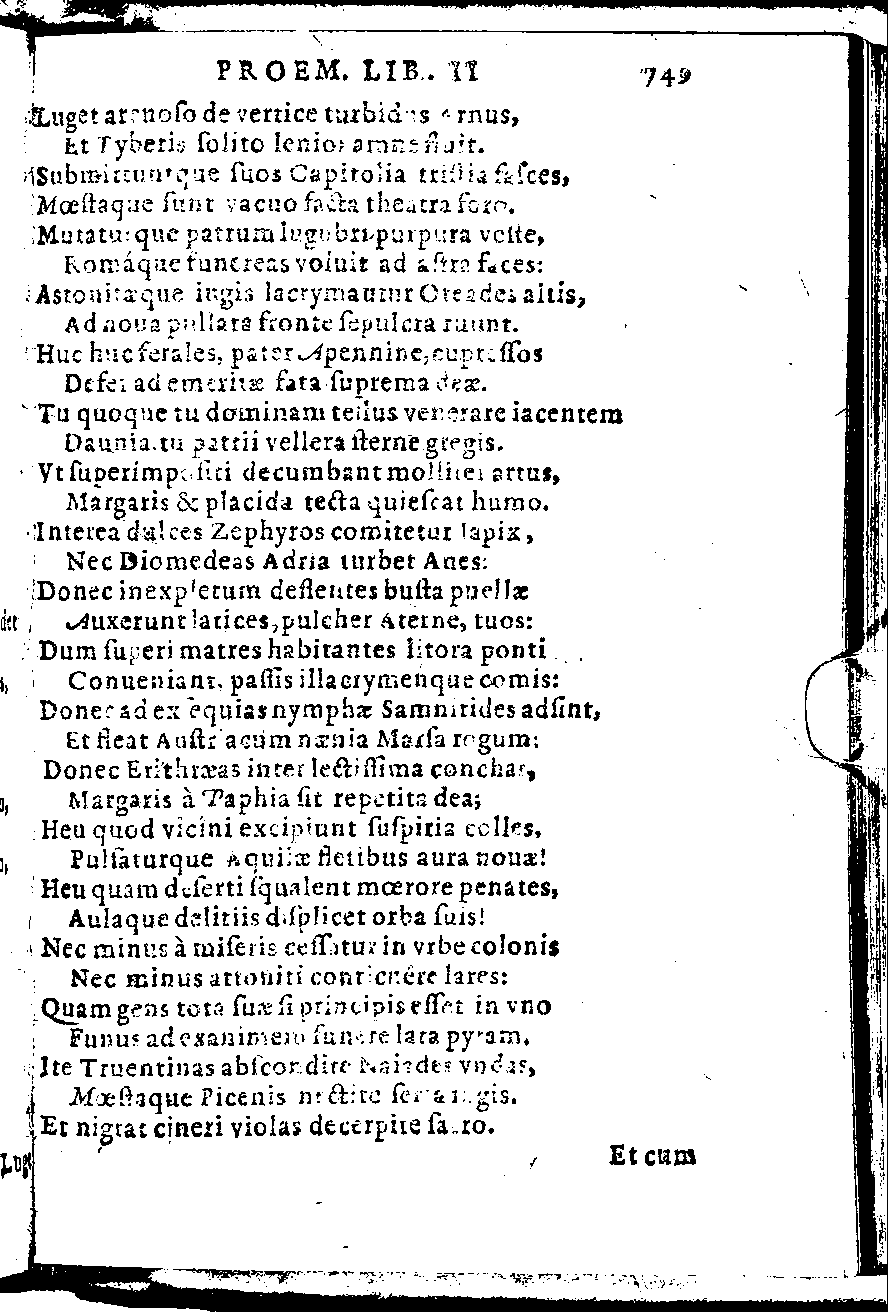 PROEM. LIB. II 749
Luget arenoſo de vertice turbidus Arnus,
Et Tyberis ſolito lenior amne fluit.
Submittuntque ſuos Capitolia triſtia faſces,
Mœſtaque ſunt vacuo facta theatra foro.
Mutaturque patrum lugubri purpura veſte,
Romáque funereas voluit ad aſtra faces:
Astonitæque iugis lacrymantur Oreades altis,
Ad noua pullata fronte ſepulcra ruunt.
Huc huc ferales, pater Apennine, cupreſſos
Defer ad emeritæ fata ſuprema deæ.
Tu quoque tu dominam tellus venerare iacentem
Daunia, tu patrii vellera ſterne gregis.
Vt ſuperimpoſiti decumbant molliter artus,
Margaris & placida tecta quieſcat humo.
Interea dulces Zephyros comitetur Iapix,
Nec Diomedeas Adria turbet Aues:
Donec inexpletum deflentes buſta puellæ
Auxerunt latices, pulcher Aterne, tuos:
Dum ſuperi matres habitantes litora ponti
Conueniant, paſſis illacrymenque comis:
Donec ad exequias nymphæ Samnitides adſint,
Et fleat Auſtriacum nænia Marſa rogum:
Donec Erithræas inter lectiſſima conchas,
Margaris à Paphia ſit repetita dea;
Heu quod vicini excipiunt ſuſpiria colles,
Pulſaturque Aquilæ fletibus aura nouæ!
Heu quam deſerti ſqualent mœrore penates,
Aulaque delitiis diſplicet orba ſuis!
Nec minus à miſeris ceſſatur in vrbe colonis
Nec minus attoniti conticuére lares:
Quam gens tota ſuæ ſi principis eſſet in vno
Funus ad exanimem funere lata pyram.
Ite Truentinas abſcondite Naiades vndas,
Mœſtaque Picenis nectite ſerta iugis.
Et nigrat cineri violas decerpite ſacro.
Et cum